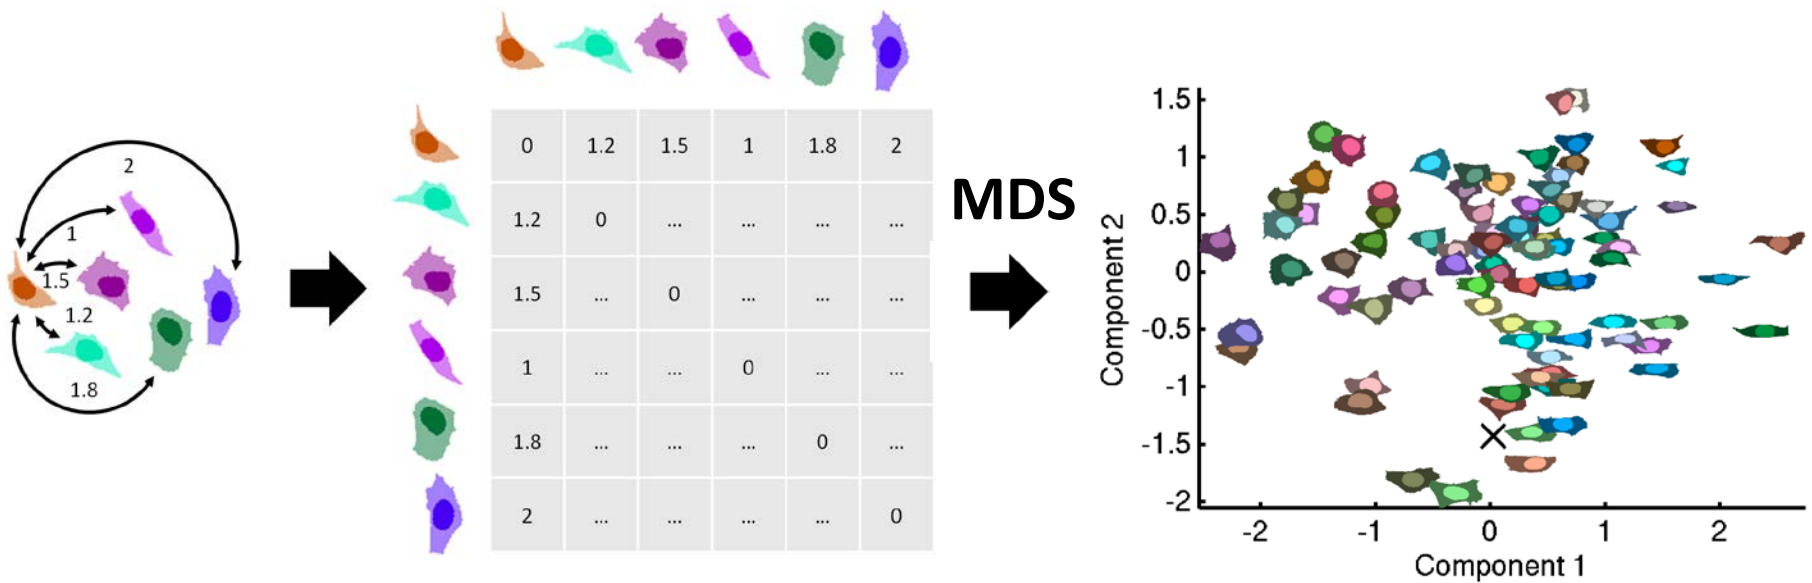 2
1
1.5
1.2
1.8
0 1.2 1.5 1 1.8 2
1.2 0 ... ... ... ...
1.5 ... 0 ... ... ...
1 ... ... 0 ... ...
1.8 ... ... ... 0 ...
2 ... ... ... ... 0
MDS
Component 2
1.5
1
0.5
0
-0.5
-1
-1.5
-2
-2 -1 0 1 2
Component 1